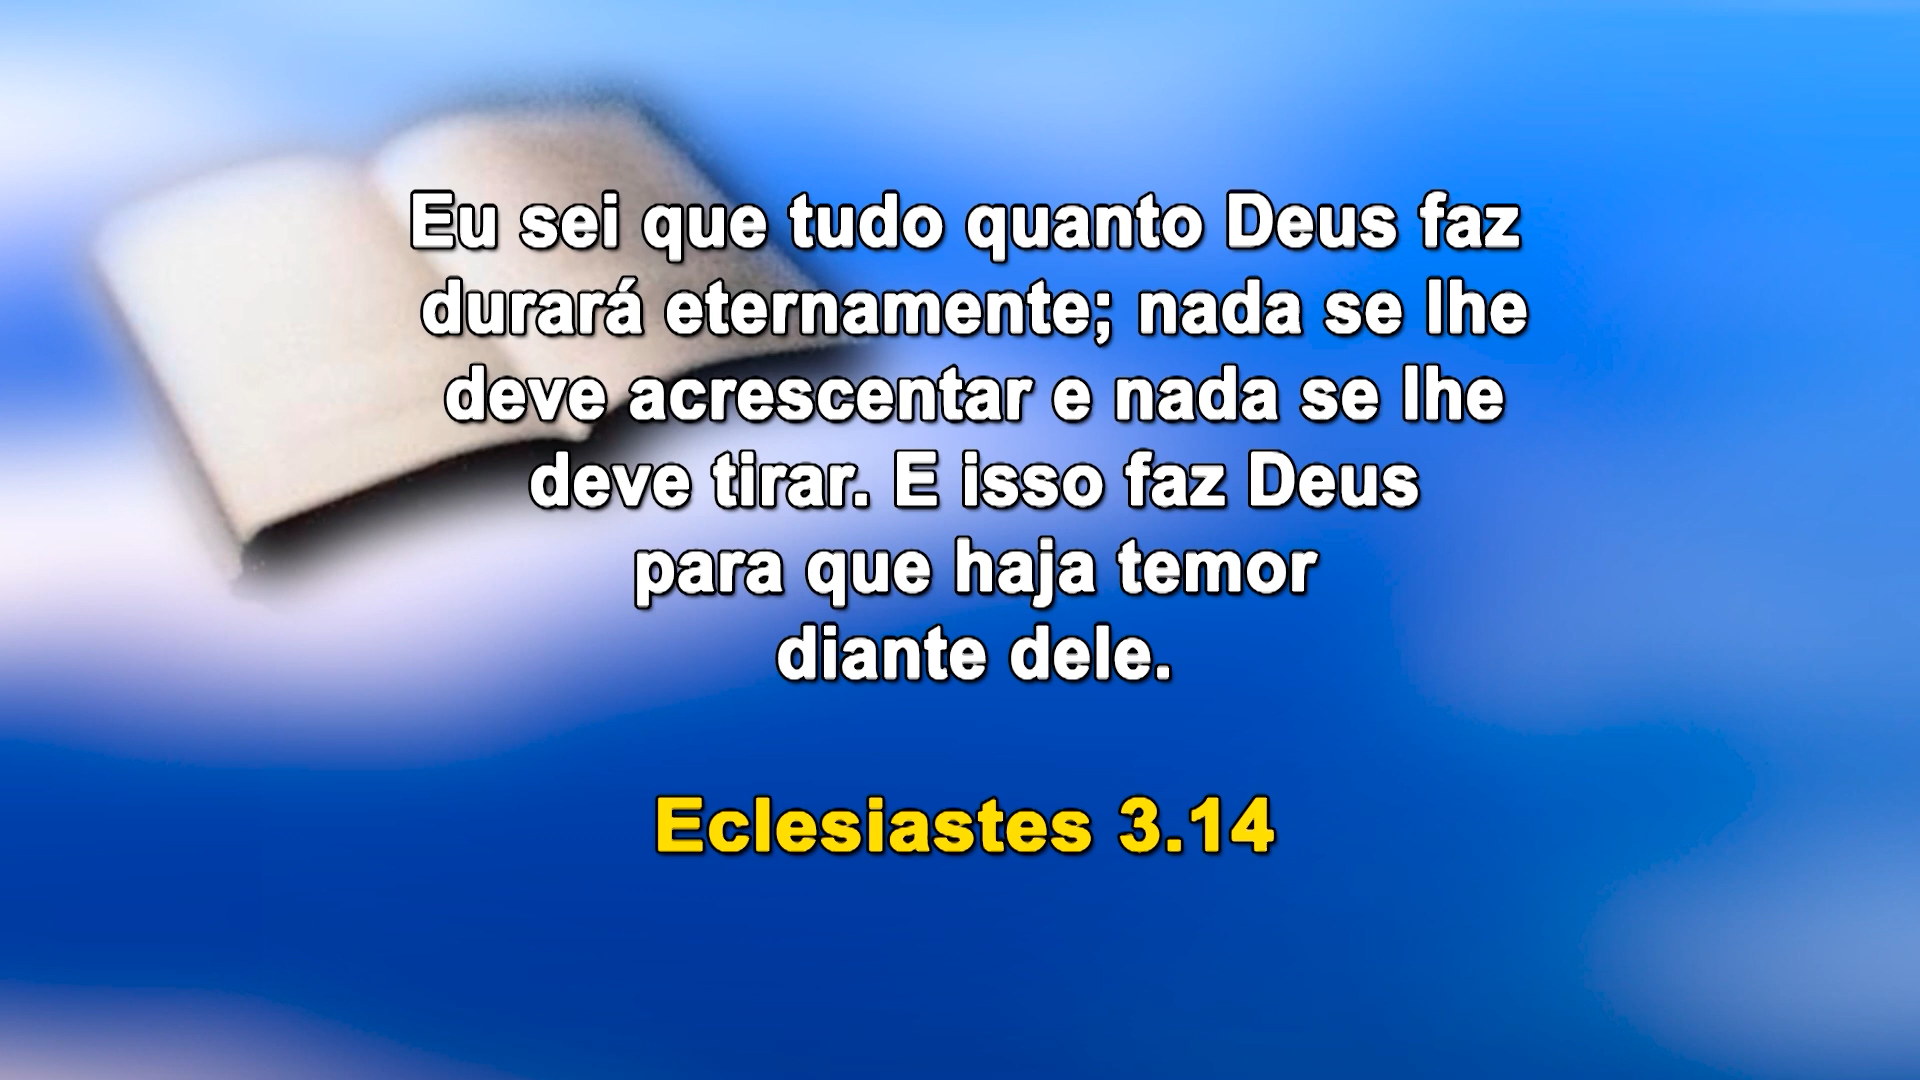 Eu sei que tudo quanto Deus faz
durará eternamente; nada se lhe
deve acrescentar e nada se lhe
deve tirar. E isso faz Deus
para que haja temor
diante dele.
Eclesiastes 3.14